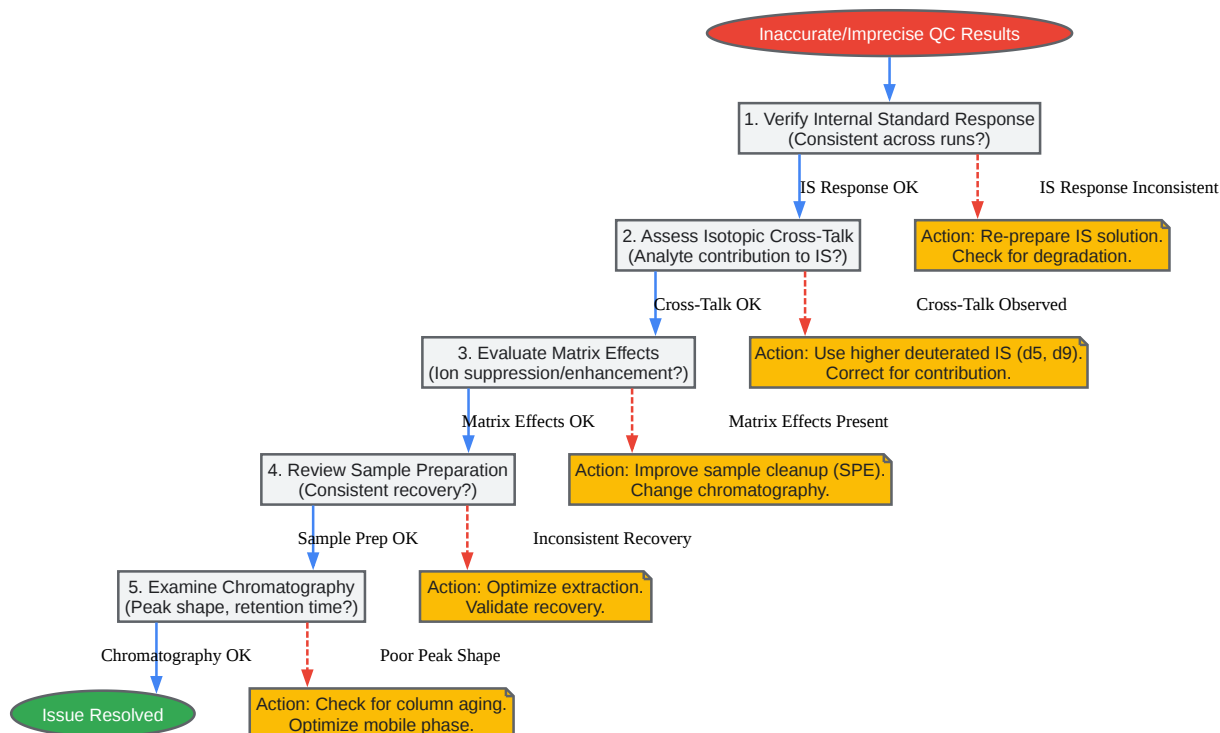 Inaccurate/Imprecise QC Results
1. Verify Internal Standard Response
(Consistent across runs?)
IS Response OK
IS Response Inconsistent
2. Assess Isotopic Cross-Talk
(Analyte contribution to IS?)
Action: Re-prepare IS solution.
Check for degradation.
Cross-Talk OK
Cross-Talk Observed
3. Evaluate Matrix Effects
(Ion suppression/enhancement?)
Action: Use higher deuterated IS (d5, d9).
Correct for contribution.
Matrix Effects OK
Matrix Effects Present
4. Review Sample Preparation
(Consistent recovery?)
Action: Improve sample cleanup (SPE).
Change chromatography.
Sample Prep OK
Inconsistent Recovery
5. Examine Chromatography
(Peak shape, retention time?)
Action: Optimize extraction.
Validate recovery.
Chromatography OK
Poor Peak Shape
Issue Resolved
Action: Check for column aging.
Optimize mobile phase.